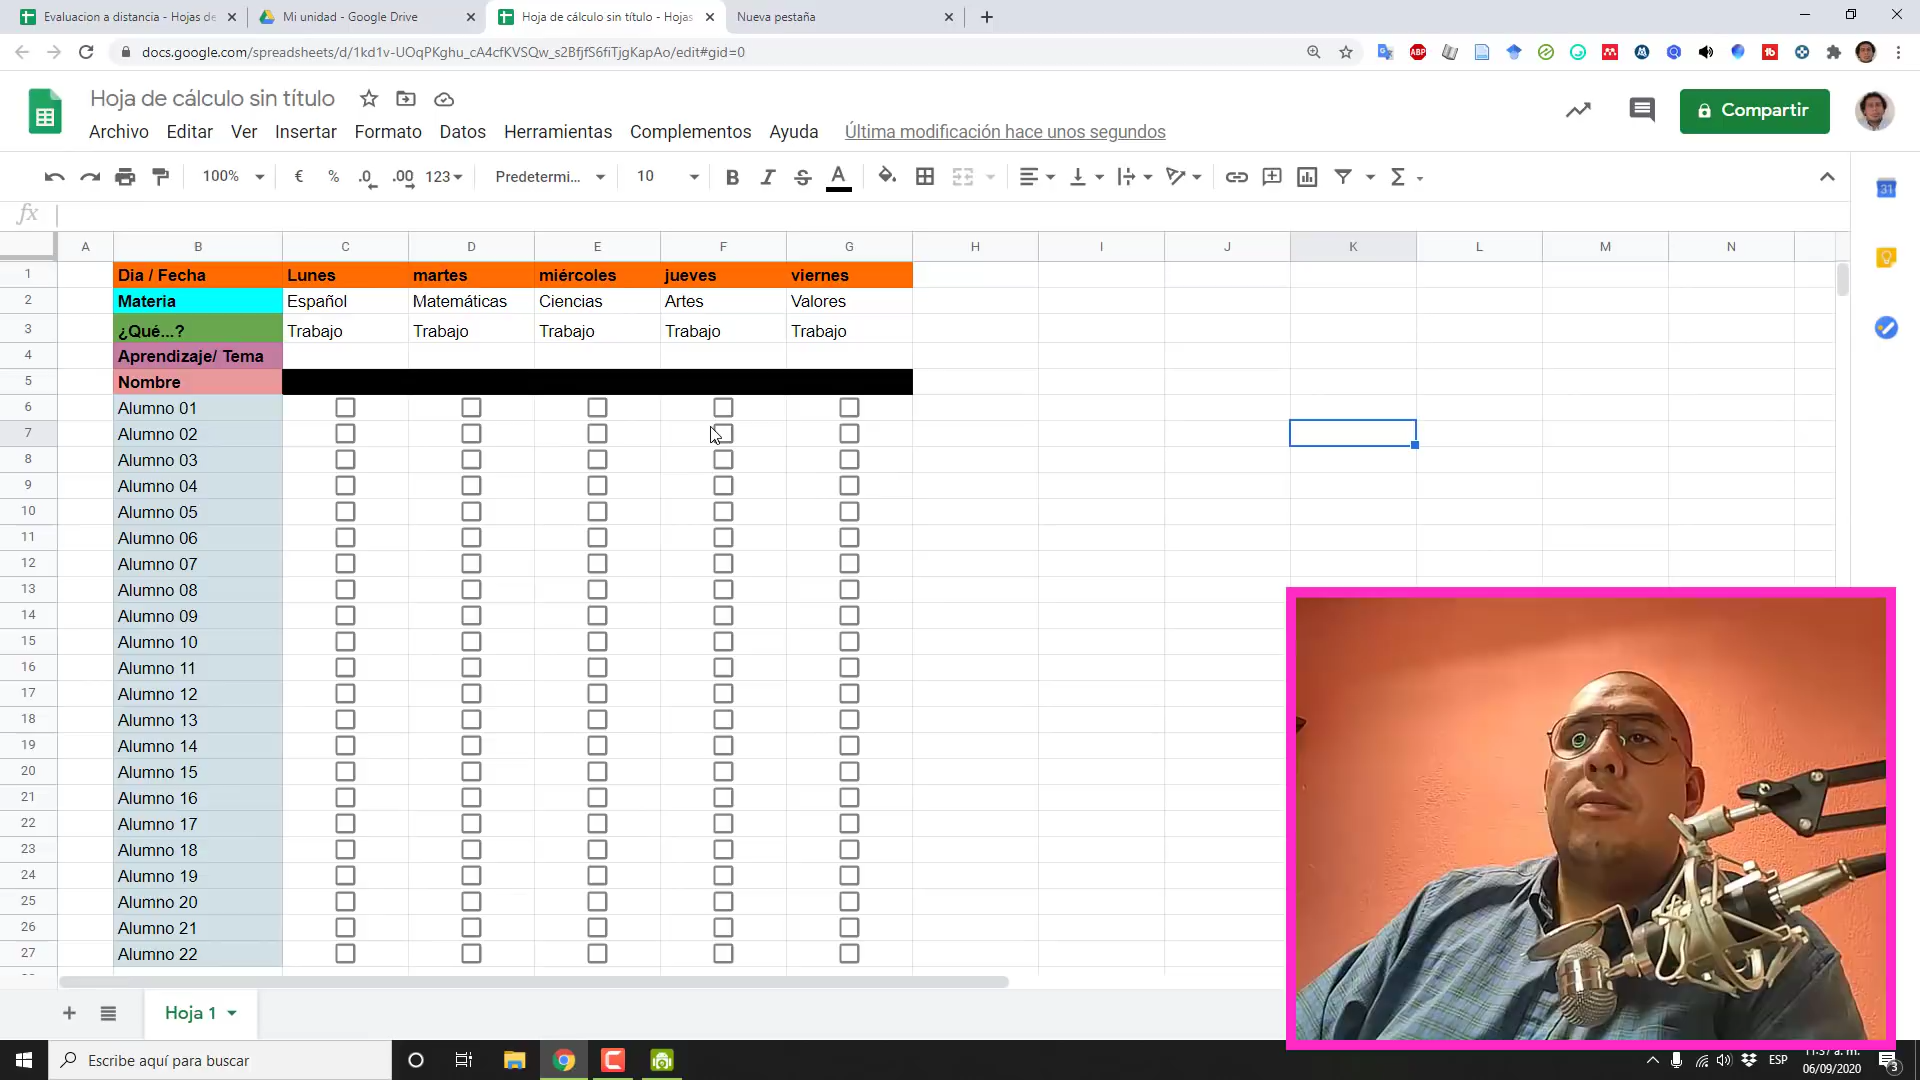 Evaluacion a distancia - Hojas de
Mi unidad - Google Drive
Hoja de cálculo sin título - Hojas
Nueva pestaña
docs.google.com/spreadsheets/d/1kd1v-UOqPKghu_cA4cfKVSQw_s2BfjfS6fiTjgKapAo/edit#gid=0
Hoja de cálculo sin título
Archivo Editar Ver Insertar Formato Datos Herramientas Complementos Ayuda Última modificación hace unos segundos
Compartir
100% € % .0 .00 123 Predetermi... 10 B I S A Σ
31
fx
A B C D E F G H I J K L M N
1 Dia / Fecha Lunes martes miércoles jueves viernes
2 Materia Español Matemáticas Ciencias Artes Valores
3 ¿Qué...? Trabajo Trabajo Trabajo Trabajo Trabajo
4 Aprendizaje/ Tema
5 Nombre
6 Alumno 01
7 Alumno 02
8 Alumno 03
9 Alumno 04
10 Alumno 05
11 Alumno 06
12 Alumno 07
13 Alumno 08
14 Alumno 09
15 Alumno 10
16 Alumno 11
17 Alumno 12
18 Alumno 13
19 Alumno 14
20 Alumno 15
21 Alumno 16
22 Alumno 17
23 Alumno 18
24 Alumno 19
25 Alumno 20
26 Alumno 21
27 Alumno 22
Hoja 1
Escribe aquí para buscar
ESP
11:37 a. m.
06/09/2020
3